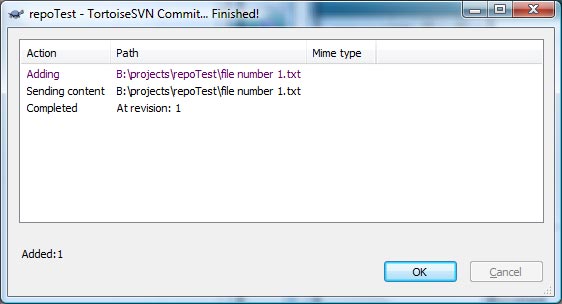 repoTest - TortoiseSVN Commit... Finished!
Action Path Mime type
Adding B:\projects\repoTest\file number 1.txt
Sending content B:\projects\repoTest\file number 1.txt
Completed At revision: 1
Added:1
OK Cancel